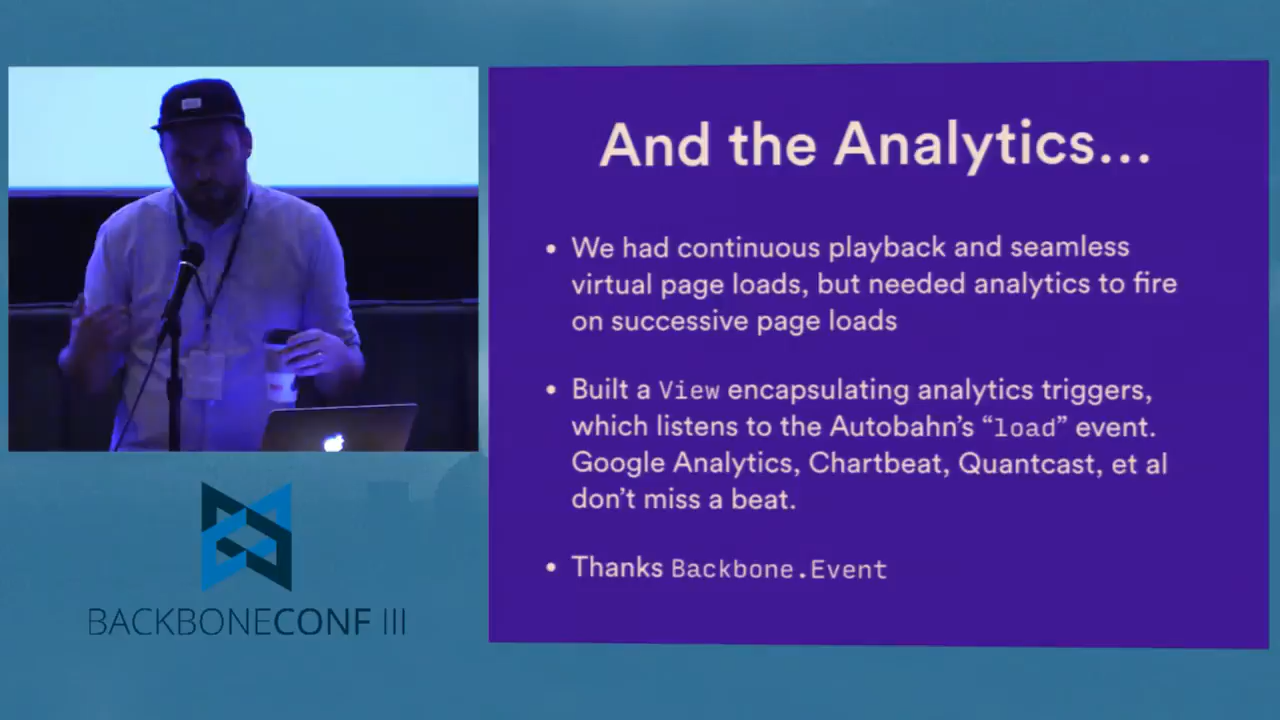 And the Analytics...
• We had continuous playback and seamless
virtual page loads, but needed analytics to fire
on successive page loads
• Built a View encapsulating analytics triggers,
which listens to the Autobahn’s “load” event.
Google Analytics, Chartbeat, Quantcast, et al
don’t miss a beat.
• Thanks Backbone.Event
BACKBONECONF III